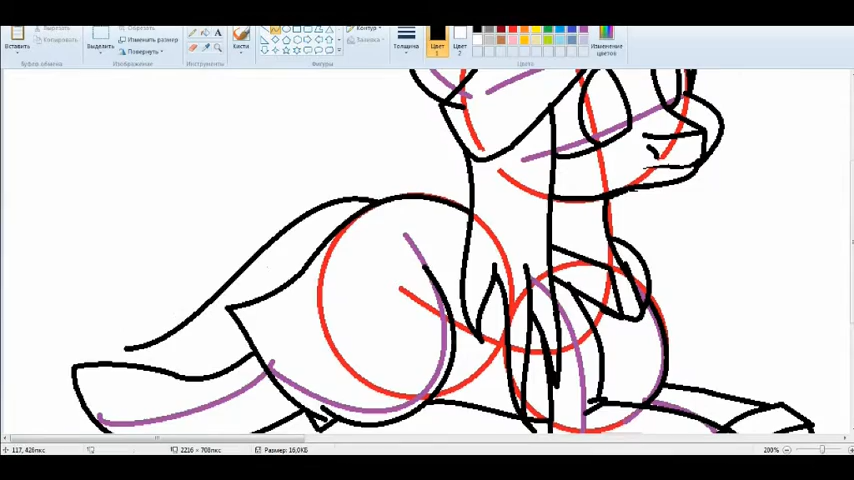 Вырезать
Контур
Вставить
Копировать
Выделить
Изменить размер
Повернуть
Кисти
Заливка
Толщина
Цвет 1
Цвет 2
Изменение цветов
Буфер обмена
Изображение
Инструменты
Фигуры
Цвета
117, 428пкс
2216 × 708пкс
Размер: 16,0КБ
200%